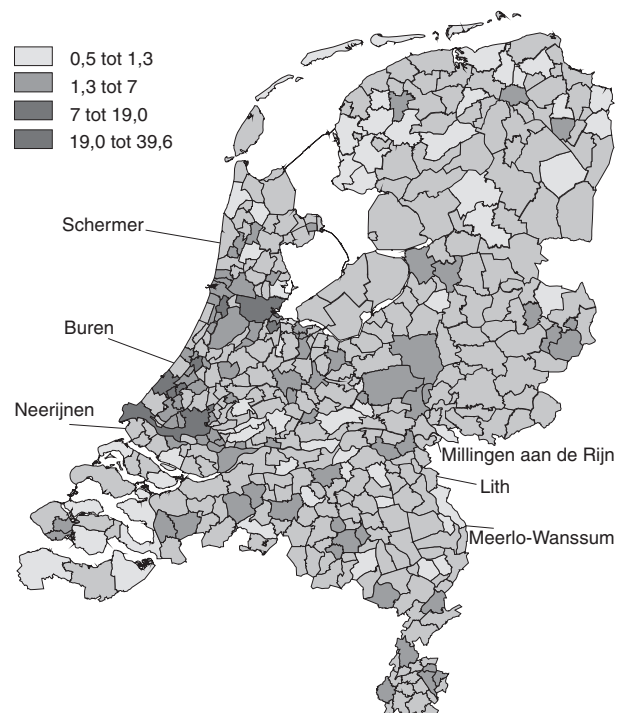 0,5 tot 1,3
1,3 tot 7
7 tot 19,0
19,0 tot 39,6
Schermer
Buren
Neerijnen
Millingen aan de Rijn
Lith
Meerlo-Wanssum